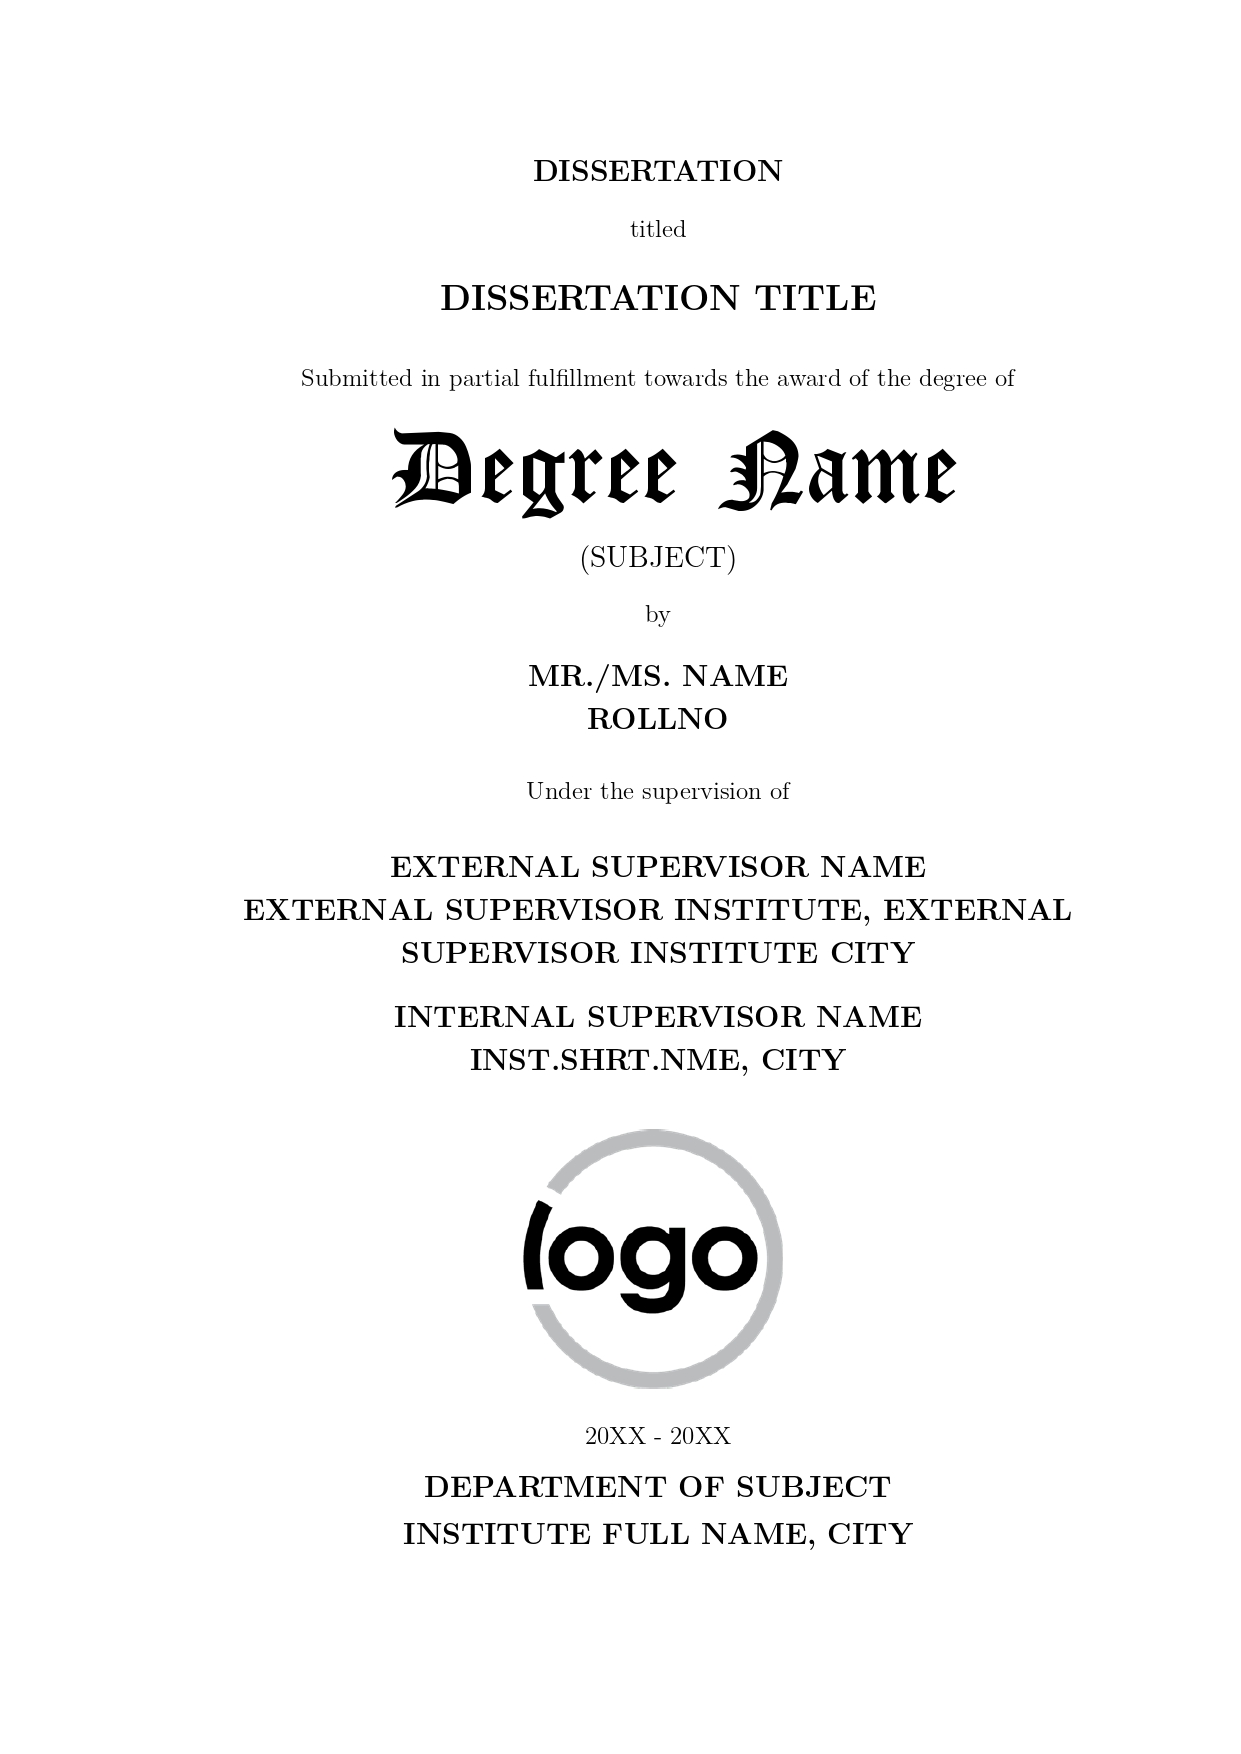 DISSERTATION
titled
DISSERTATION TITLE
Submitted in partial fulfillment towards the award of the degree of
Degree Name
(SUBJECT)
by
MR./MS. NAME
ROLLNO
Under the supervision of
EXTERNAL SUPERVISOR NAME
EXTERNAL SUPERVISOR INSTITUTE, EXTERNAL
SUPERVISOR INSTITUTE CITY
INTERNAL SUPERVISOR NAME
INST.SHRT.NME, CITY
logo
20XX - 20XX
DEPARTMENT OF SUBJECT
INSTITUTE FULL NAME, CITY